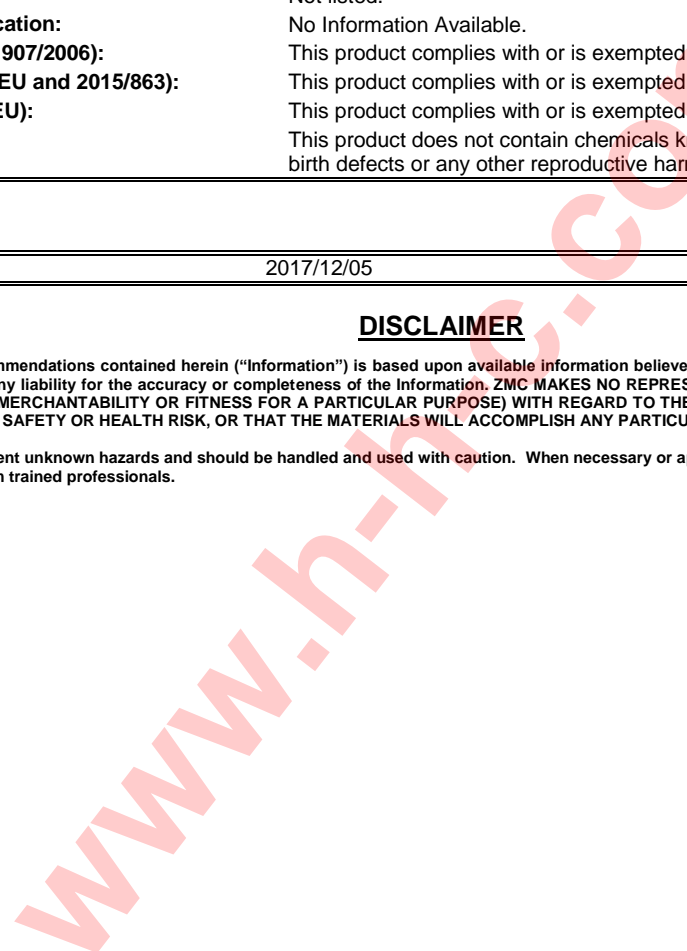 Not listed.
cation: No Information Available.
1907/2006): This product complies with or is exempted
EU and 2015/863): This product complies with or is exempted
EU): This product complies with or is exempted
This product does not contain chemicals k
birth defects or any other reproductive har
2017/12/05
DISCLAIMER
mmendations contained herein (“Information”) is based upon available information believe
ny liability for the accuracy or completeness of the Information. ZMC MAKES NO REPRES
MERCHANTABILITY OR FITNESS FOR A PARTICULAR PURPOSE) WITH REGARD TO THE
SAFETY OR HEALTH RISK, OR THAT THE MATERIALS WILL ACCOMPLISH ANY PARTICU
ent unknown hazards and should be handled and used with caution. When necessary or a
n trained professionals.
www.h-h-c.co